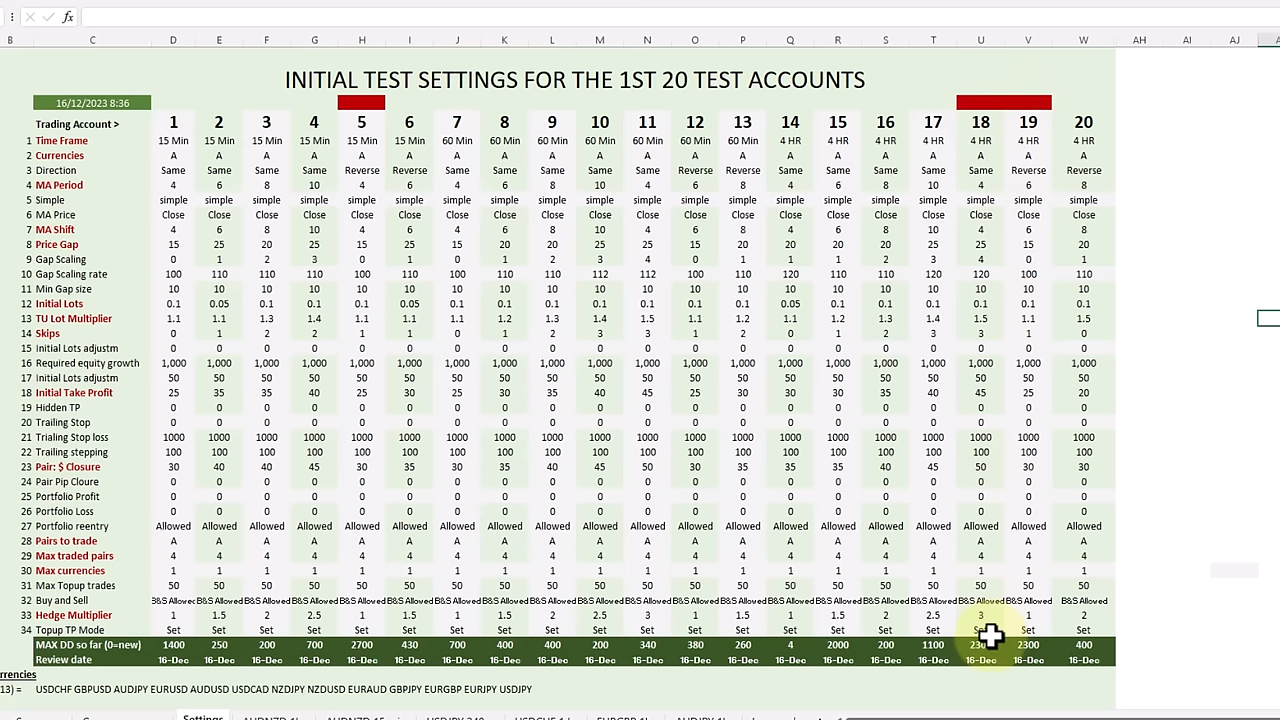 fx
B C D E F G H I J K L M N O P Q R S T U V W AH AI AJ
INITIAL TEST SETTINGS FOR THE 1ST 20 TEST ACCOUNTS
16/12/2023 8:36
Trading Account > 1 2 3 4 5 6 7 8 9 10 11 12 13 14 15 16 17 18 19 20
1 Time Frame 15 Min 15 Min 15 Min 15 Min 15 Min 15 Min 60 Min 60 Min 60 Min 60 Min 60 Min 60 Min 60 Min 4 HR 4 HR 4 HR 4 HR 4 HR 4 HR 4 HR
2 Currencies A A A A A A A A A A A A A A A A A A A A
3 Direction Same Same Same Same Reverse Reverse Same Same Same Same Same Reverse Reverse Same Same Same Same Same Reverse Reverse
4 MA Period 4 6 8 10 4 6 4 6 8 10 4 6 8 4 6 8 10 4 6 8
5 Simple simple simple simple simple simple simple simple simple simple simple simple simple simple simple simple simple simple simple simple simple
6 MA Price Close Close Close Close Close Close Close Close Close Close Close Close Close Close Close Close Close Close Close Close
7 MA Shift 4 6 8 10 4 6 4 6 8 10 4 6 8 4 6 8 10 4 6 8
8 Price Gap 15 25 20 25 15 25 15 20 20 25 25 15 20 20 20 20 25 25 15 20
9 Gap Scaling 0 1 2 3 0 1 0 1 2 3 4 0 1 1 1 2 3 4 0 1
10 Gap Scaling rate 100 110 110 110 100 110 100 110 110 112 112 100 110 120 110 110 120 120 100 110
11 Min Gap size 10 10 10 10 10 10 10 10 10 10 10 10 10 10 10 10 10 10 10 10
12 Initial Lots 0.1 0.05 0.1 0.1 0.1 0.05 0.1 0.1 0.1 0.1 0.1 0.1 0.1 0.05 0.1 0.1 0.1 0.1 0.1 0.1
13 TU Lot Multiplier 1.1 1.1 1.3 1.4 1.1 1.1 1.1 1.2 1.3 1.4 1.5 1.1 1.2 1.1 1.2 1.3 1.4 1.5 1.1 1.5
14 Skips 0 1 2 2 1 1 0 1 2 3 3 1 2 0 1 2 3 3 1 0
15 Initial Lots adjustm 0 0 0 0 0 0 0 0 0 0 0 0 0 0 0 0 0 0 0 0
16 Required equity growth 1,000 1,000 1,000 1,000 1,000 1,000 1,000 1,000 1,000 1,000 1,000 1,000 1,000 1,000 1,000 1,000 1,000 1,000 1,000 1,000
17 Initial Lots adjustm 50 50 50 50 50 50 50 50 50 50 50 50 50 50 50 50 50 50 50 50
18 Initial Take Profit 25 35 35 40 25 30 25 30 35 40 45 25 30 30 30 35 40 45 25 20
19 Hidden TP 0 0 0 0 0 0 0 0 0 0 0 0 0 0 0 0 0 0 0 0
20 Trailing Stop 0 0 0 0 0 0 0 0 0 0 0 0 0 0 0 0 0 0 0 0
21 Trialing Stop loss 1000 1000 1000 1000 1000 1000 1000 1000 1000 1000 1000 1000 1000 1000 1000 1000 1000 1000 1000 1000
22 Trailing stepping 100 100 100 100 100 100 100 100 100 100 100 100 100 100 100 100 100 100 100 100
23 Pair: $ Closure 30 40 40 45 30 35 30 35 40 45 50 30 35 35 35 40 45 50 30 30
24 Pair Pip Cloure 0 0 0 0 0 0 0 0 0 0 0 0 0 0 0 0 0 0 0 0
25 Portfolio Profit 0 0 0 0 0 0 0 0 0 0 0 0 0 0 0 0 0 0 0 0
26 Portfolio Loss 0 0 0 0 0 0 0 0 0 0 0 0 0 0 0 0 0 0 0 0
27 Portfolio reentry Allowed Allowed Allowed Allowed Allowed Allowed Allowed Allowed Allowed Allowed Allowed Allowed Allowed Allowed Allowed Allowed Allowed Allowed Allowed Allowed
28 Pairs to trade A A A A A A A A A A A A A A A A A A A A
29 Max traded pairs 4 4 4 4 4 4 4 4 4 4 4 4 4 4 4 4 4 4 4 4
30 Max currencies 1 1 1 1 1 1 1 1 1 1 1 1 1 1 1 1 1 1 1 1
31 Max Topup trades 50 50 50 50 50 50 50 50 50 50 50 50 50 50 50 50 50 50 50 50
32 Buy and Sell B&S Allowed B&S Allowed B&S Allowed B&S Allowed B&S Allowed B&S Allowed B&S Allowed B&S Allowed B&S Allowed B&S Allowed B&S Allowed B&S Allowed B&S Allowed B&S Allowed B&S Allowed B&S Allowed B&S Allowed B&S Allowed B&S Allowed B&S Allowed
33 Hedge Multiplier 1 1.5 2 2.5 1 1.5 1 1.5 2 2.5 3 1 1.5 1 1.5 2 2.5 3 1 2
34 Topup TP Mode Set Set Set Set Set Set Set Set Set Set Set Set Set Set Set Set Set Set Set Set
MAX DD so far (0=new) 1400 250 200 700 2700 430 700 400 400 200 340 380 260 4 2000 200 1100 2300 400
Review date 16-Dec 16-Dec 16-Dec 16-Dec 16-Dec 16-Dec 16-Dec 16-Dec 16-Dec 16-Dec 16-Dec 16-Dec 16-Dec 16-Dec 16-Dec 16-Dec 16-Dec 16-Dec 16-Dec 16-Dec
rrencies
13) = USDCHF GBPUSD AUDJPY EURUSD AUDUSD USDCAD NZDJPY NZDUSD EURAUD GBPJPY EURGBP EURJPY USDJPY
Settings